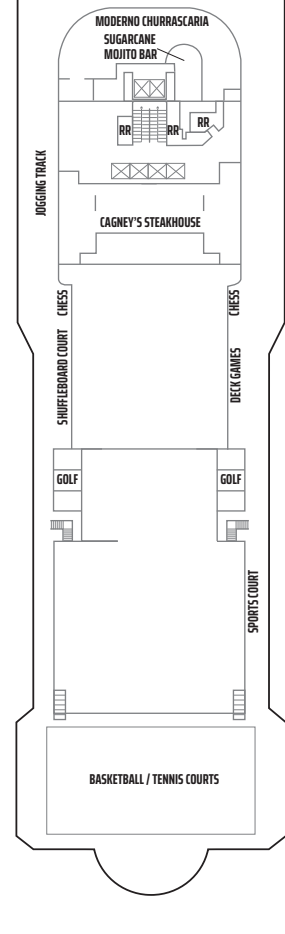 MODERNO CHURRASCARIA
SUGARCANE
MOJITO BAR
RR
RR
RR
JOGGING TRACK
CAGNEY'S STEAKHOUSE
CHESS
CHESS
SHUFFLEBOARD COURT
DECK GAMES
GOLF
GOLF
SPORTS COURT
BASKETBALL / TENNIS COURTS